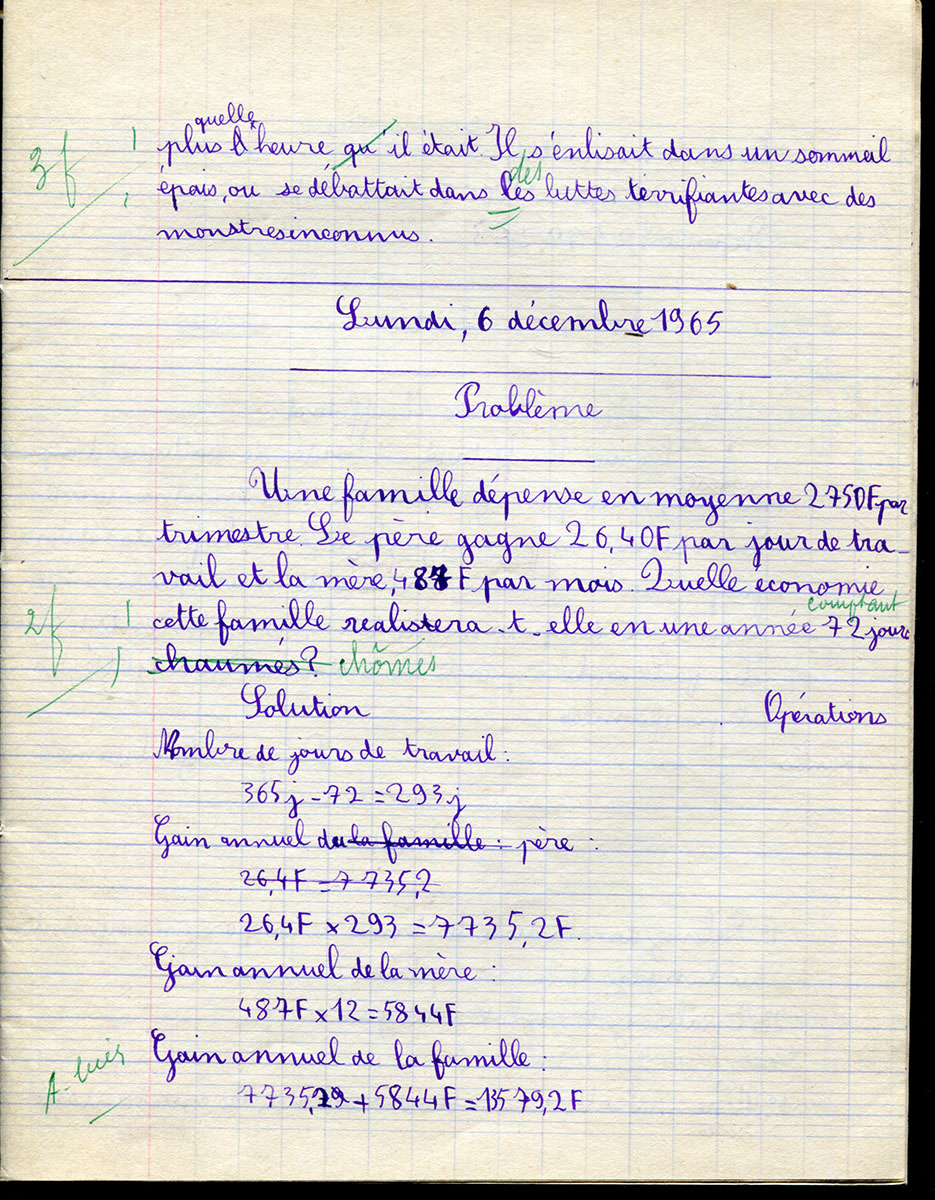 quelle
3f ! plus l'heure qu'il était. Il s'enlisait dans un sommeil
des
, épais, ou se débattait dans les luttes terrifiantes avec des
monstres inconnus.
Lundi, 6 décembre 1965
Problème
Une famille dépense en moyenne 2750F par
trimestre. Le père gagne 26,40F par jour de tra-
vail et la mère, 487 F par mois. Quelle économie
comptant
2f ! cette famille realistera-t-elle en une année 72 jours
, chaumés? chômés
Solution Opérations
Nombre de jours de travail:
365j - 72 = 293j
Gain annuel du la famille: père:
26,4F = 7735,2
26,4F × 293 = 7735,2F.
Gain annuel de la mère:
487F × 12 = 5844F
Gain annuel de la famille:
7735,2 + 5844F = 13579,2F